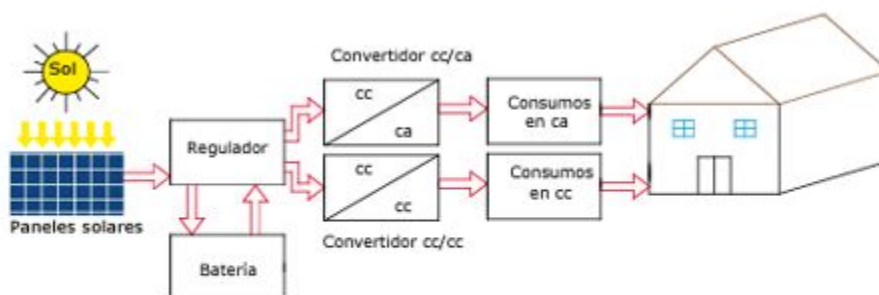 Sol
Paneles solares
Regulador
Batería
Convertidor cc/ca
cc
ca
Consumos
en ca
cc
cc
Convertidor cc/cc
Consumos
en cc